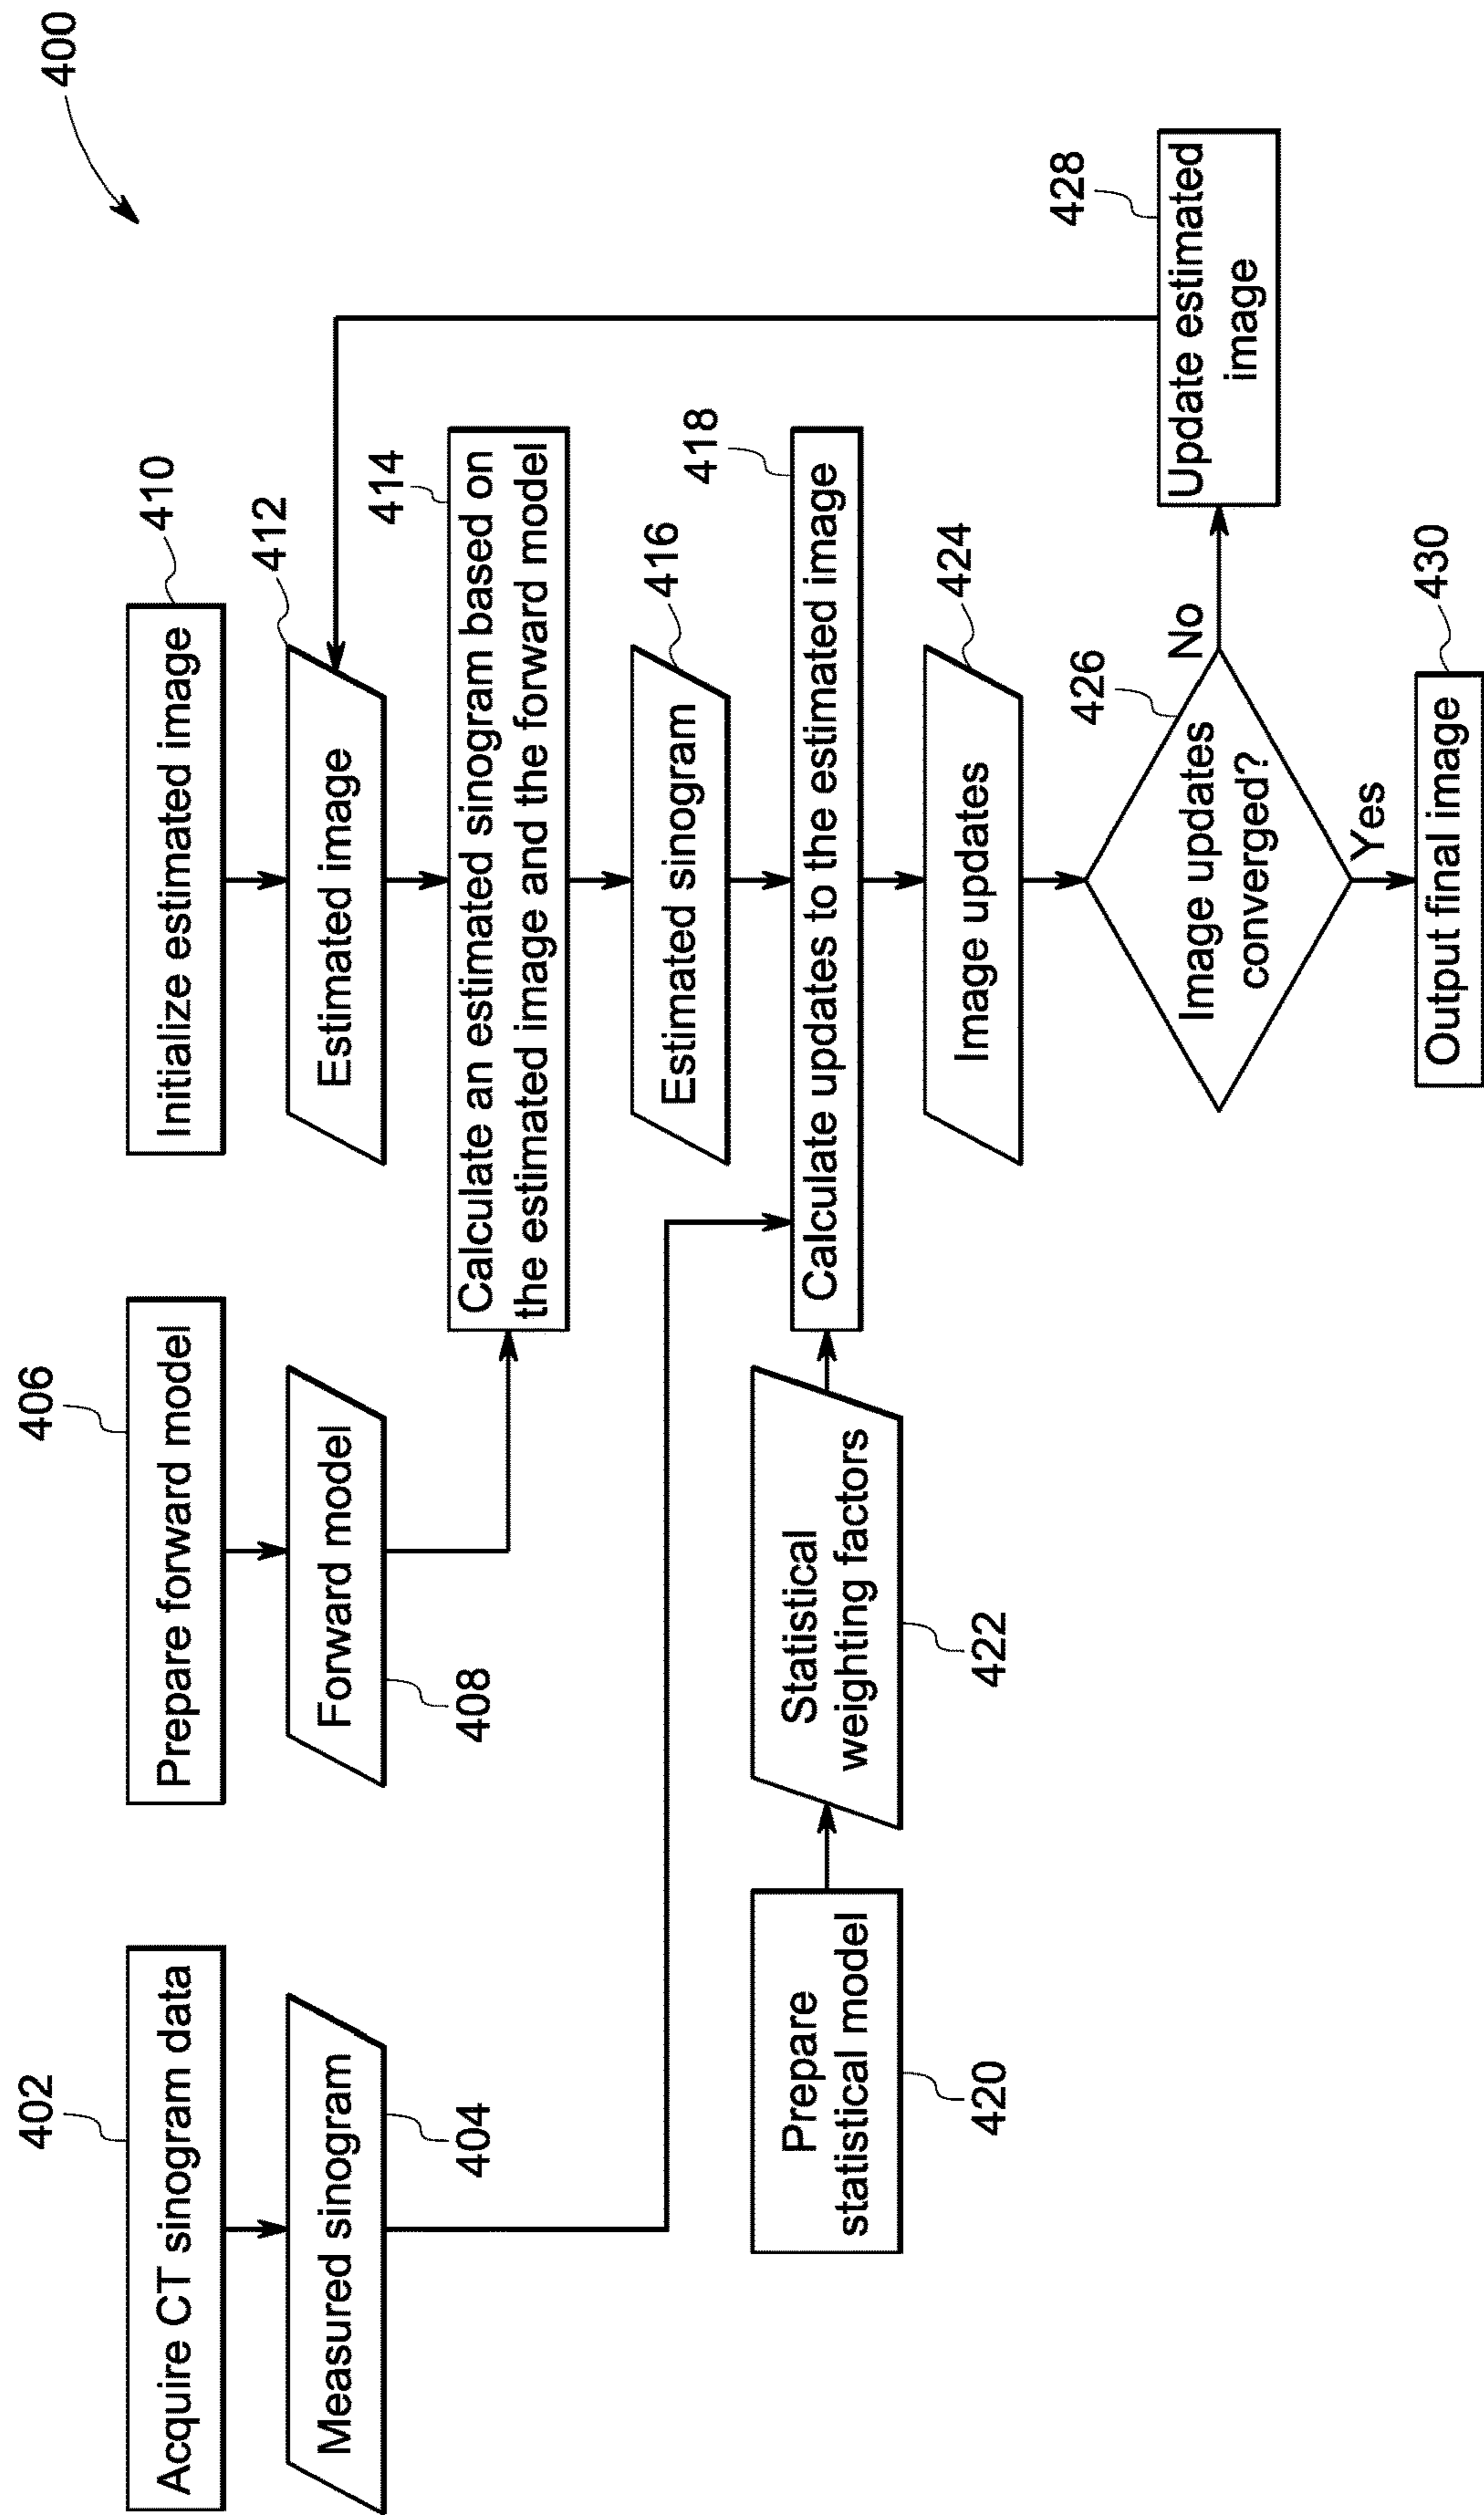 400
402
Acquire CT sinogram data
Measured sinogram
404
406
Prepare forward model
Forward model
408
410
Initialize estimated image
412
Estimated image
414
Calculate an estimated sinogram based on
the estimated image and the forward model
416
Estimated sinogram
418
Calculate updates to the estimated image
Prepare
statistical model
420
Statistical
weighting factors
422
424
Image updates
426
Image updates
converged?
No
Yes
428
Update estimated
image
430
Output final image